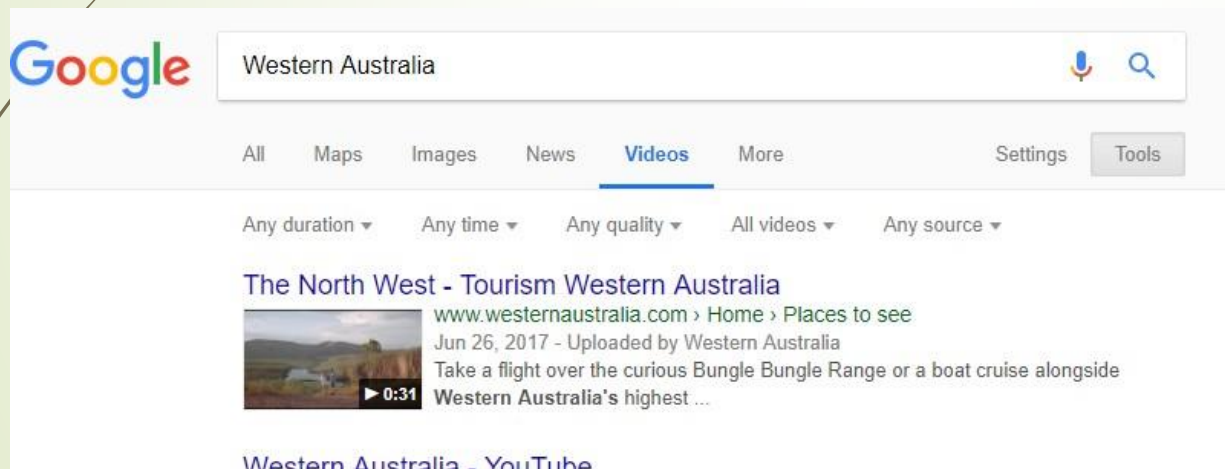 Google
Western Australia
All Maps Images News Videos More Settings Tools
Any duration Any time Any quality All videos Any source
The North West - Tourism Western Australia
www.westernaustralia.com › Home › Places to see
Jun 26, 2017 - Uploaded by Western Australia
Take a flight over the curious Bungle Bungle Range or a boat cruise alongside
0:31
Western Australia's highest ...
Western Australia - YouTube